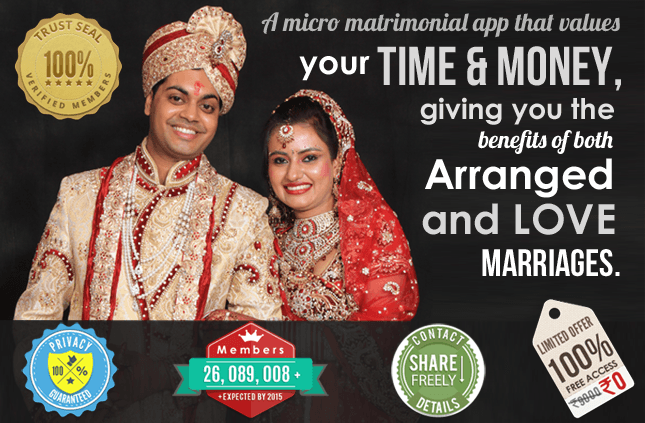 TRUST SEAL
100%
VERIFIED MEMBERS
A micro matrimonial app that values
your TIME & MONEY,
giving you the
benefits of both
Arranged
and LOVE
MARRIAGES.
PRIVACY
100 %
GUARANTEED
Members
26, 089, 008 +
+EXPECTED BY 2015
CONTACT
SHARE
FREELY
DETAILS
LIMITED OFFER
100%
FREE ACCESS
₹9000 ₹0